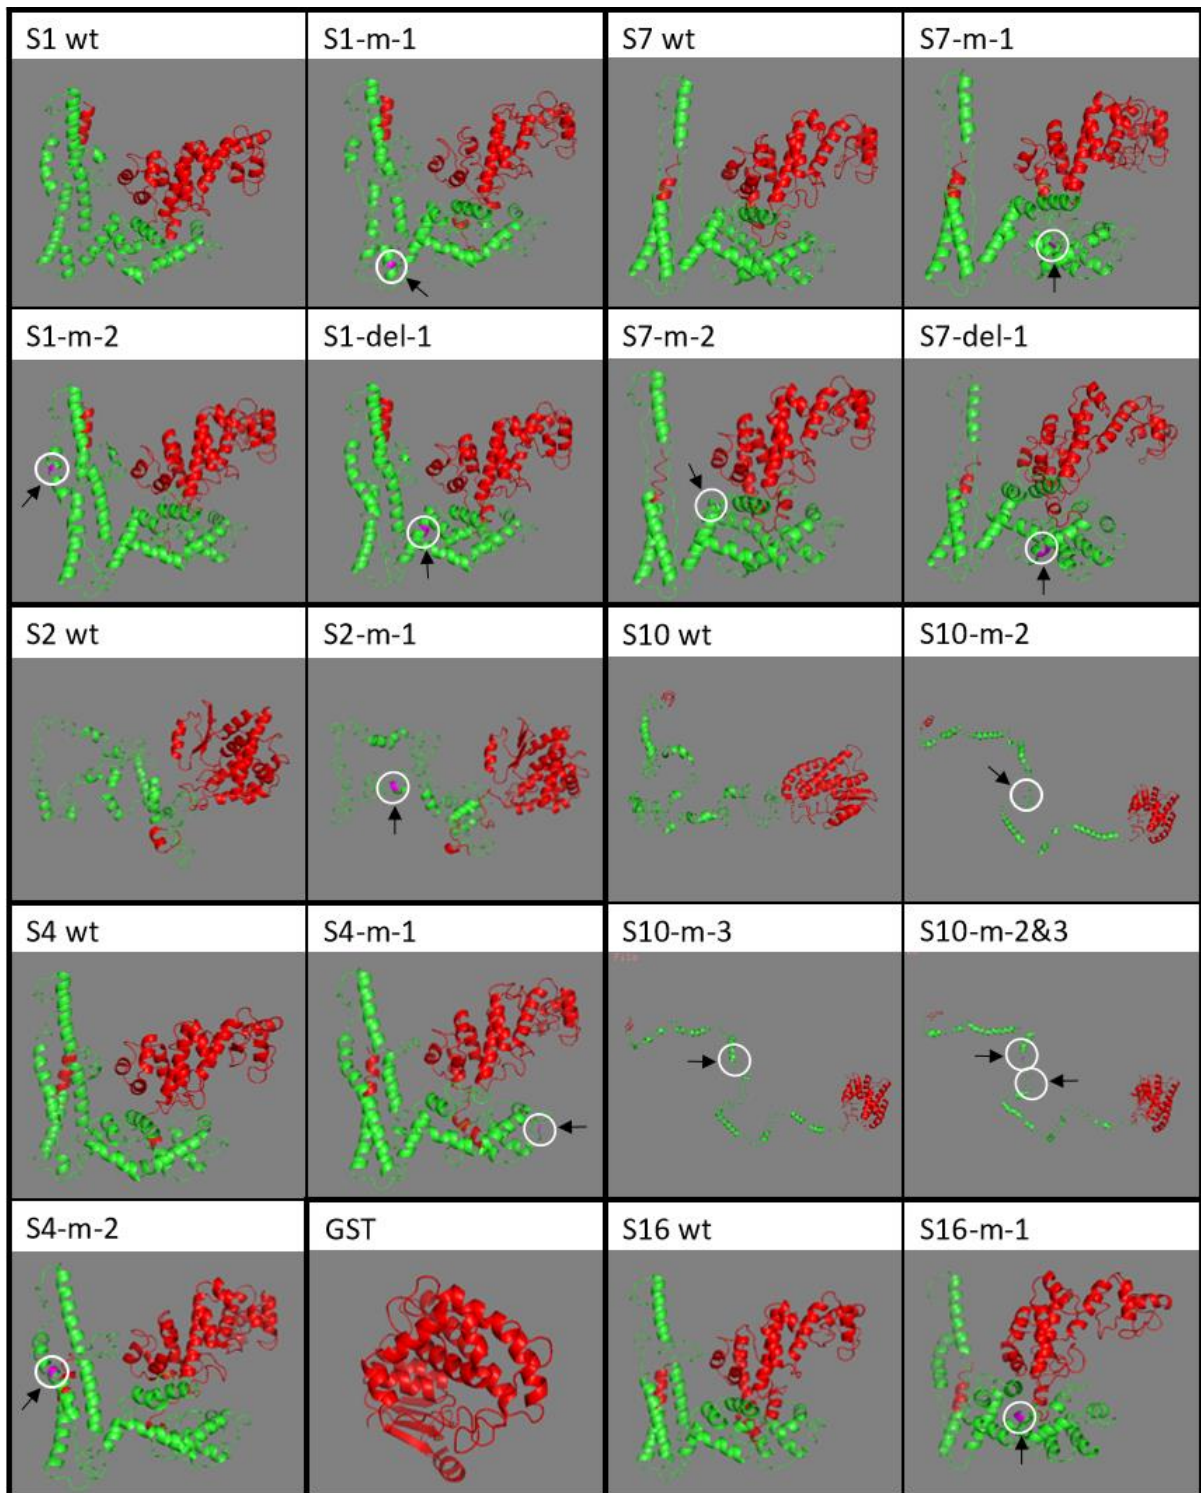 S1 wt
S1-m-1
S7 wt
S7-m-1
S1-m-2
S1-del-1
S7-m-2
S7-del-1
S2 wt
S2-m-1
S10 wt
S10-m-2
S4 wt
S4-m-1
S10-m-3
S10-m-2&3
File
S4-m-2
GST
S16 wt
S16-m-1